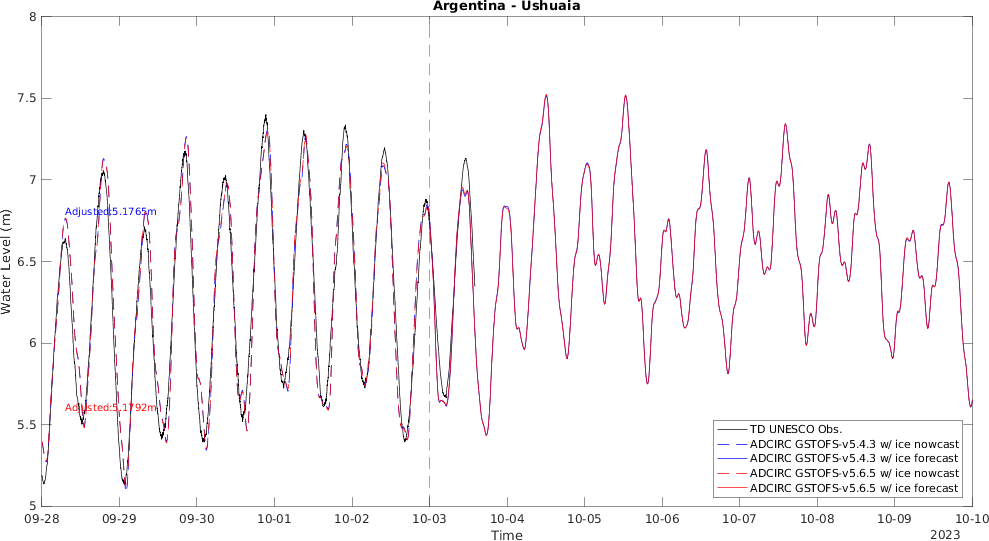 Argentina - Ushuaia
8
7.5
7
6.5
6
5.5
5
Water Level (m)
Adjusted:5.1765m
Adjusted:5.1792m
TD UNESCO Obs.
ADCIRC GSTOFS-v5.4.3 w/ ice nowcast
ADCIRC GSTOFS-v5.4.3 w/ ice forecast
ADCIRC GSTOFS-v5.6.5 w/ ice nowcast
ADCIRC GSTOFS-v5.6.5 w/ ice forecast
09-28 09-29 09-30 10-01 10-02 10-03 10-04 10-05 10-06 10-07 10-08 10-09 10-10
Time
2023